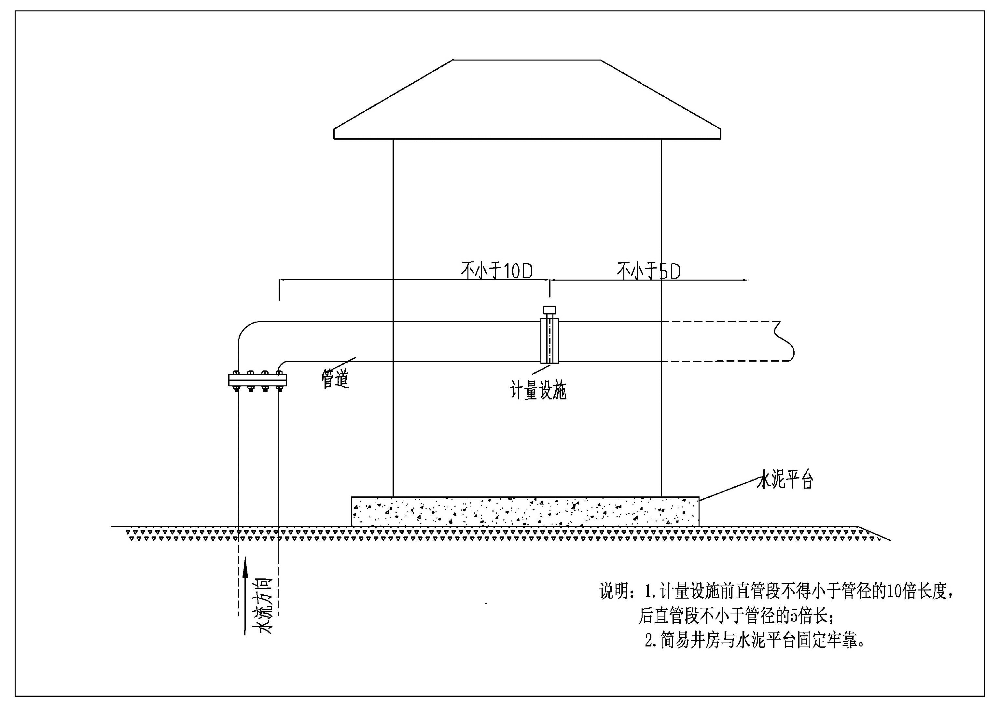 不小于10D
不小于5D
管道
计量设施
水泥平台
水流方向
说明：1.计量设施前直管段不得小于管径的10倍长度，
后直管段不小于管径的5倍长；
2.简易井房与水泥平台固定牢靠。